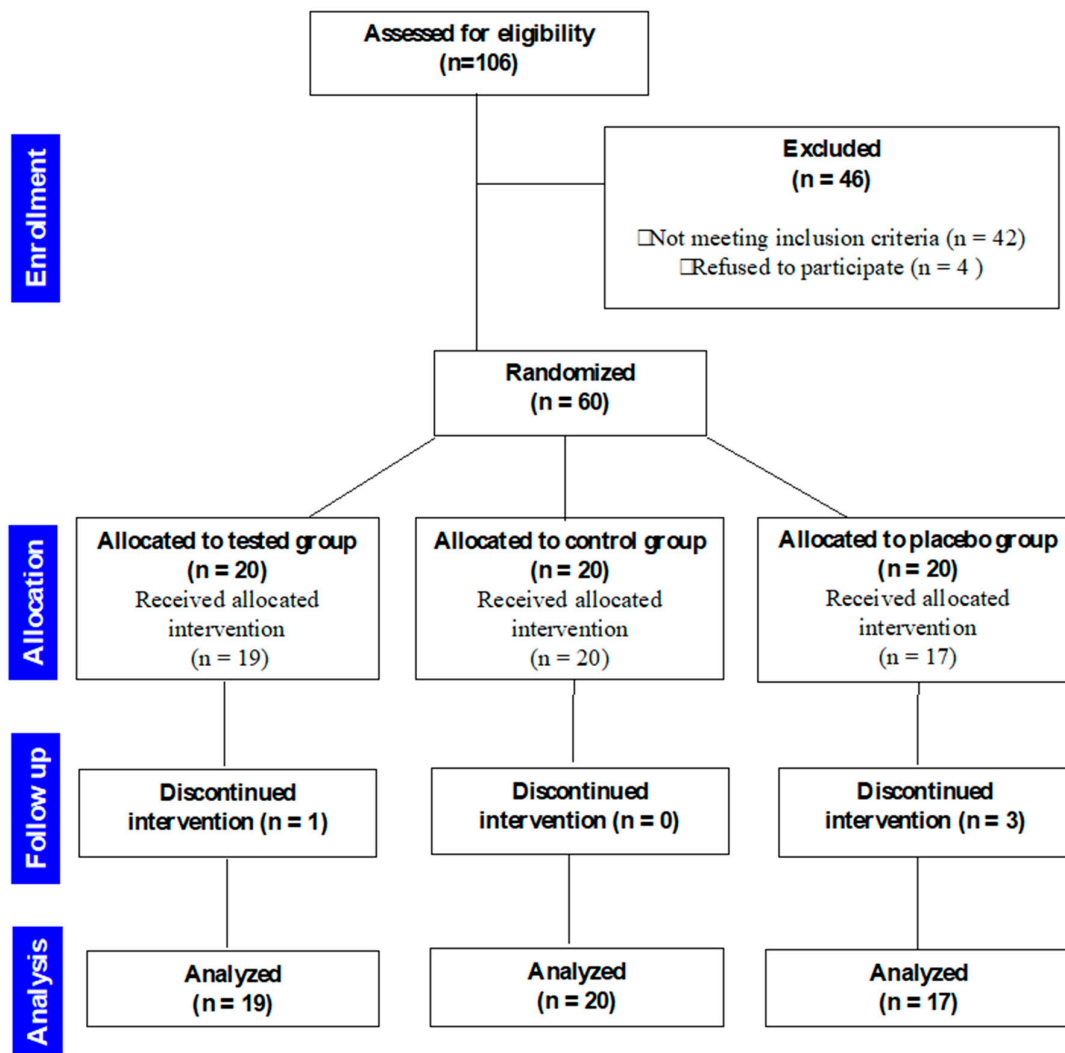 Assessed for eligibility
(n=106)
Enrollment
Excluded
(n = 46)
□Not meeting inclusion criteria (n = 42)
□Refused to participate (n = 4 )
Randomized
(n = 60)
Allocation
Allocated to tested group
(n = 20)
Received allocated
intervention
(n = 19)
Allocated to control group
(n = 20)
Received allocated
intervention
(n = 20)
Allocated to placebo group
(n = 20)
Received allocated
intervention
(n = 17)
Follow up
Discontinued
intervention (n = 1)
Discontinued
intervention (n = 0)
Discontinued
intervention (n = 3)
Analysis
Analyzed
(n = 19)
Analyzed
(n = 20)
Analyzed
(n = 17)